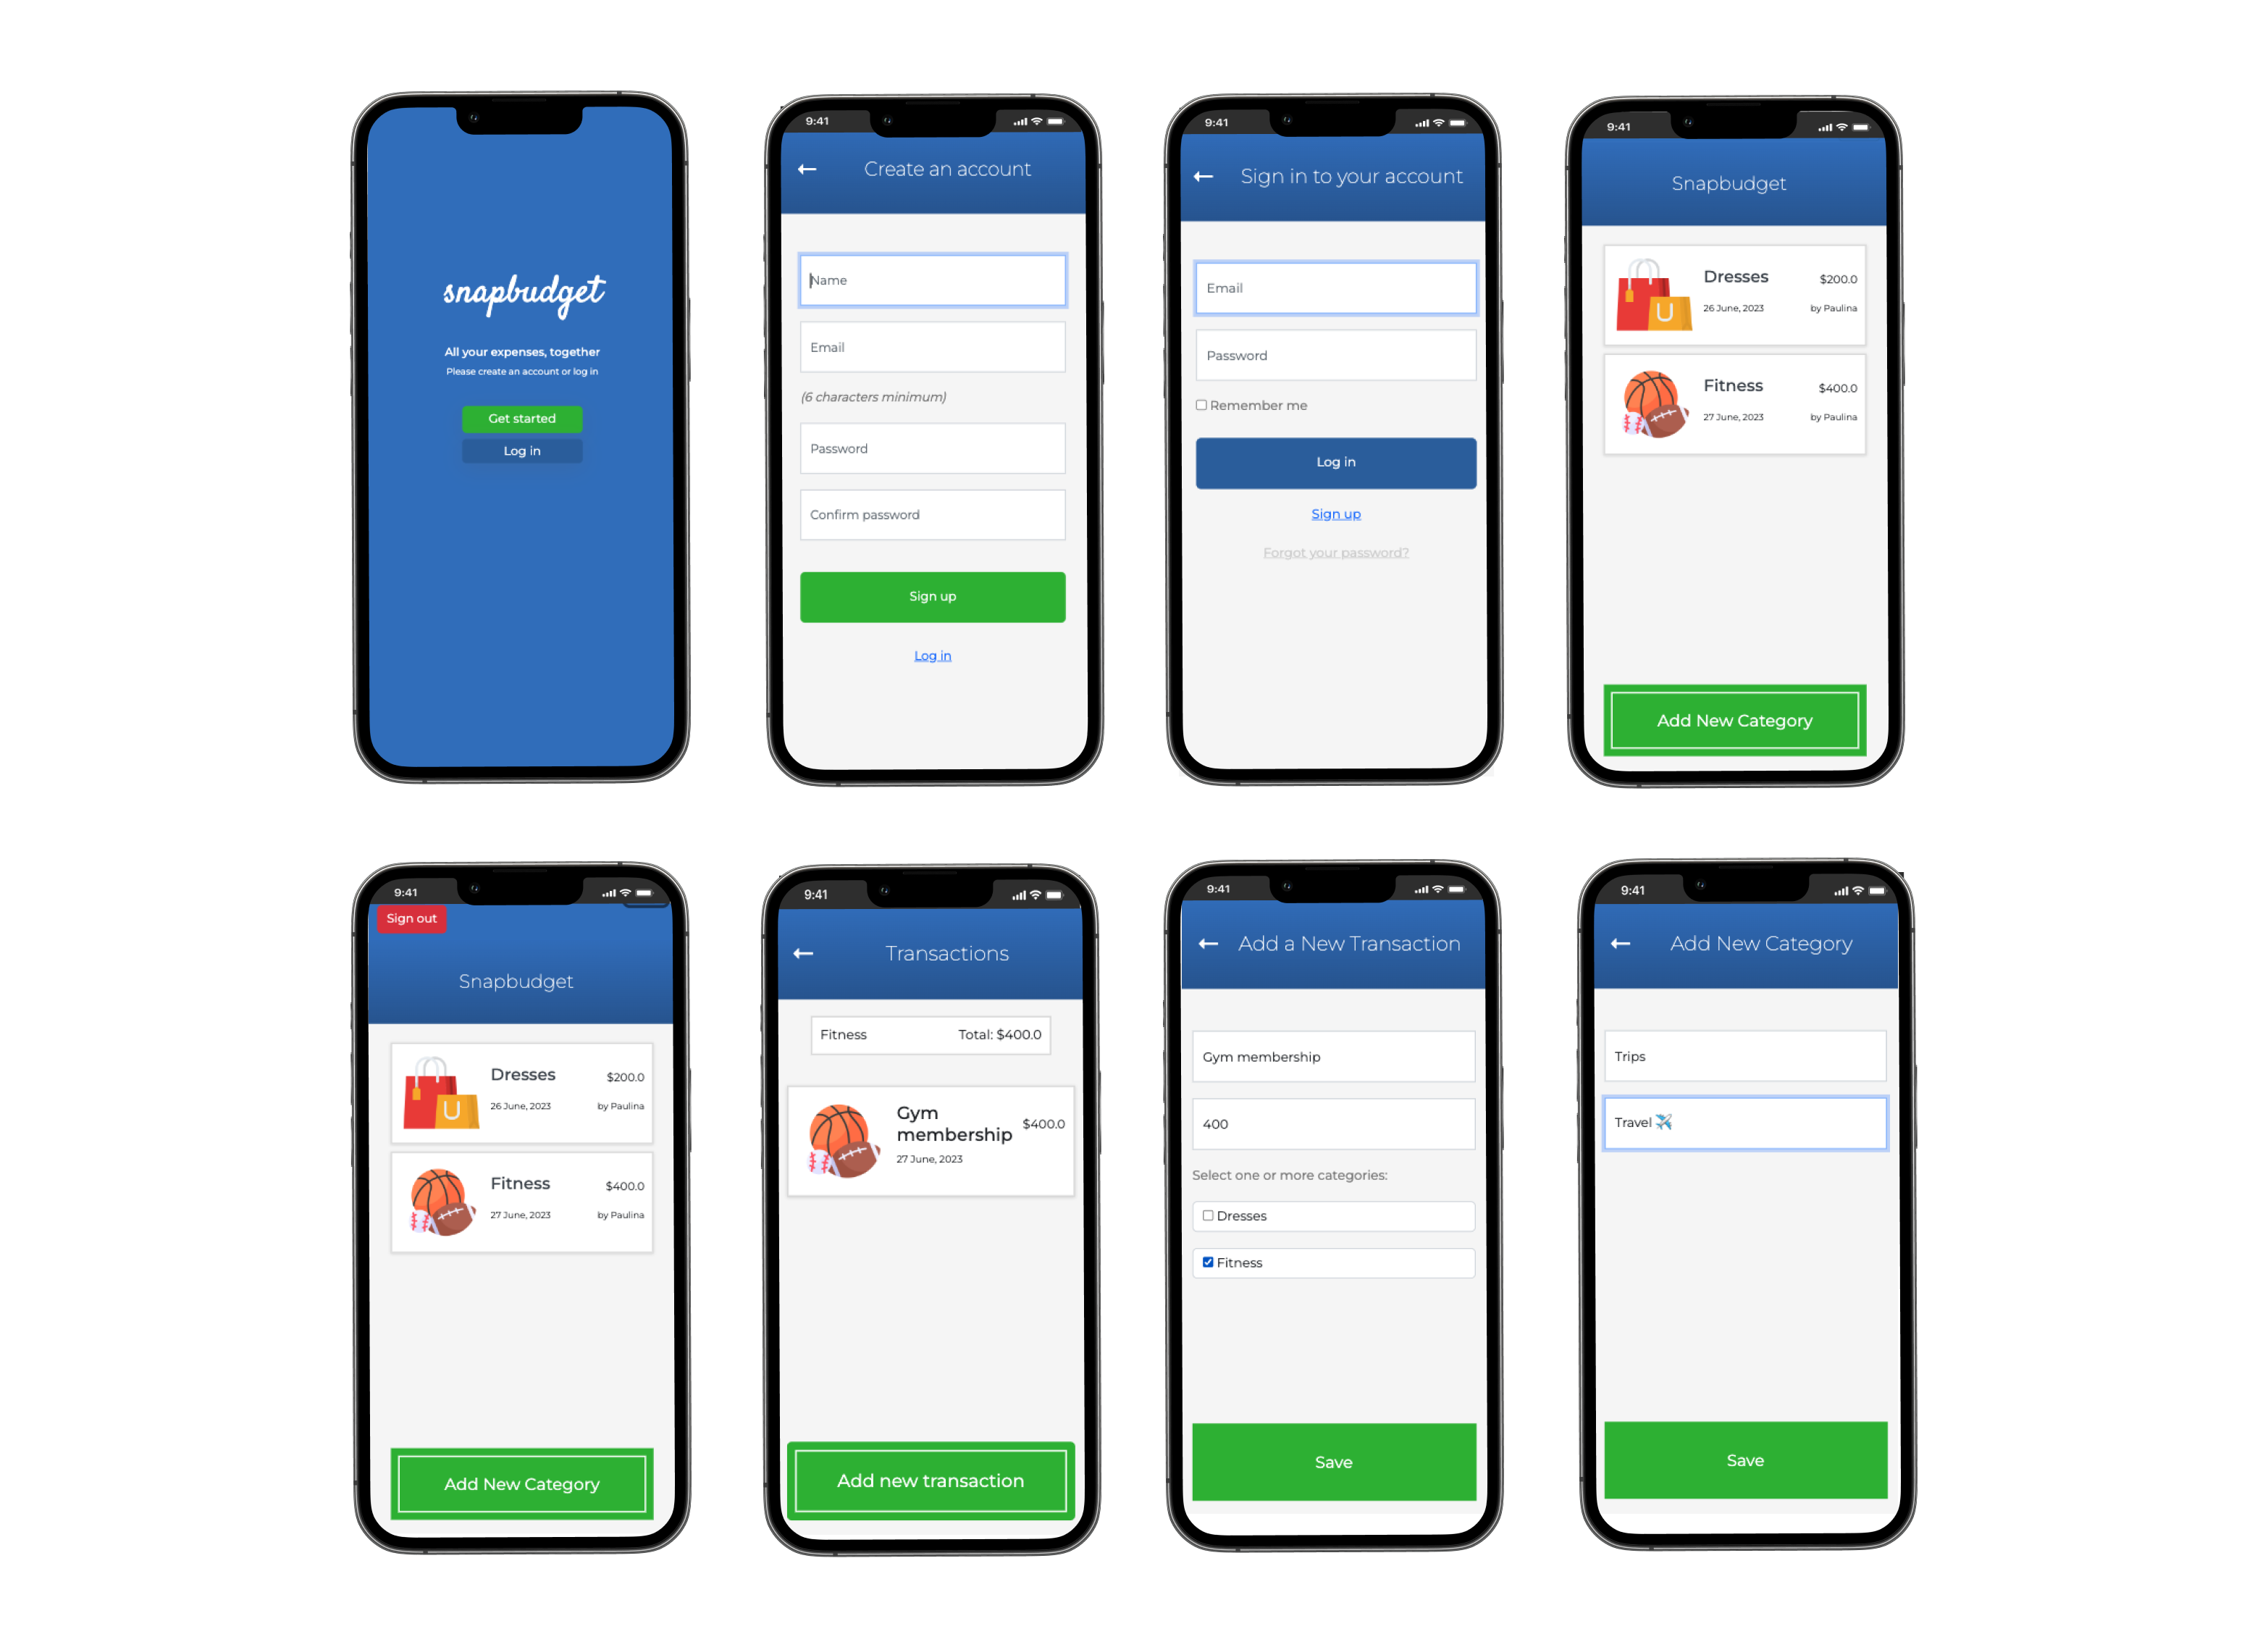 snapbudget
All your expenses, together
Please create an account or log in
Get started
Log in
9:41
Create an account
Name
Email
(6 characters minimum)
Password
Confirm password
Sign up
Log in
9:41
Sign in to your account
Email
Password
Remember me
Log in
Sign up
Forgot your password?
9:41
Snapbudget
Dresses $200.0
26 June, 2023 by Paulina
Fitness $400.0
27 June, 2023 by Paulina
Add New Category
9:41
Sign out
Snapbudget
Dresses $200.0
26 June, 2023 by Paulina
Fitness $400.0
27 June, 2023 by Paulina
Add New Category
9:41
Transactions
Fitness Total: $400.0
Gym
membership $400.0
27 June, 2023
Add new transaction
9:41
Add a New Transaction
Gym membership
400
Select one or more categories:
Dresses
Fitness
Save
9:41
Add New Category
Trips
Travel ✈️
Save